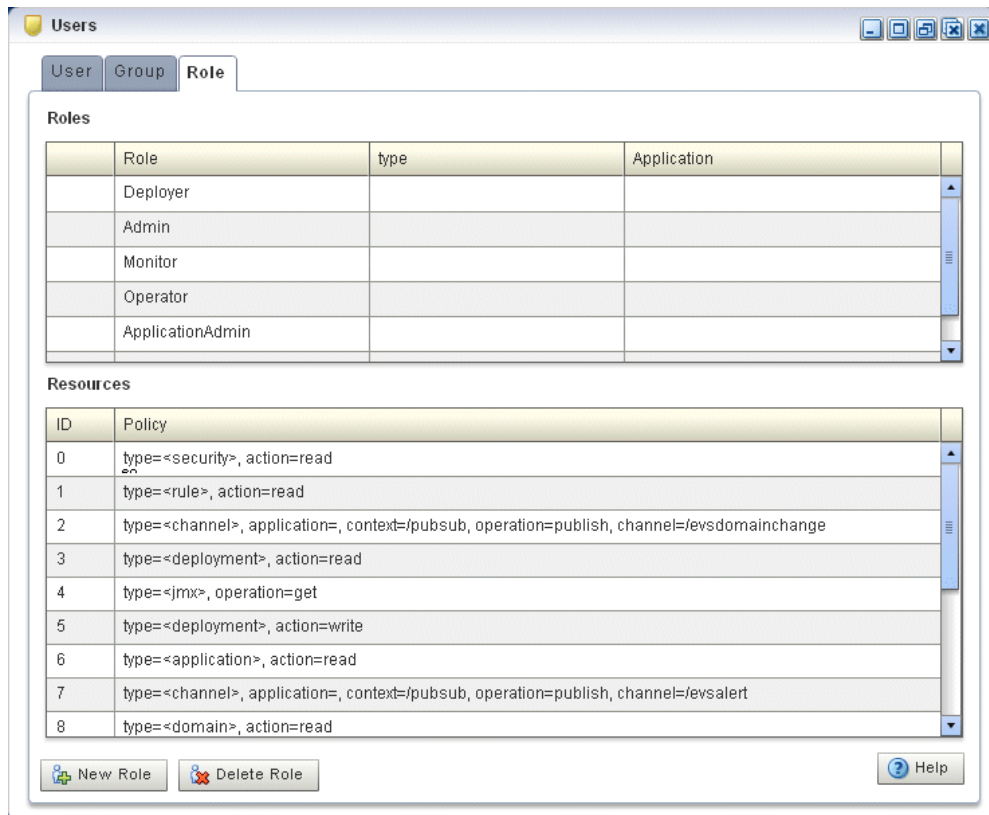 Users
User Group Role
Roles
Role type Application
Deployer
Admin
Monitor
Operator
ApplicationAdmin
Resources
ID Policy
0 type=<security>, action=read
1 type=<rule>, action=read
2 type=<channel>, application=, context=/pubsub, operation=publish, channel=/evsdomainchange
3 type=<deployment>, action=read
4 type=<jmx>, operation=get
5 type=<deployment>, action=write
6 type=<application>, action=read
7 type=<channel>, application=, context=/pubsub, operation=publish, channel=/evsalert
8 type=<domain>, action=read
New Role Delete Role Help